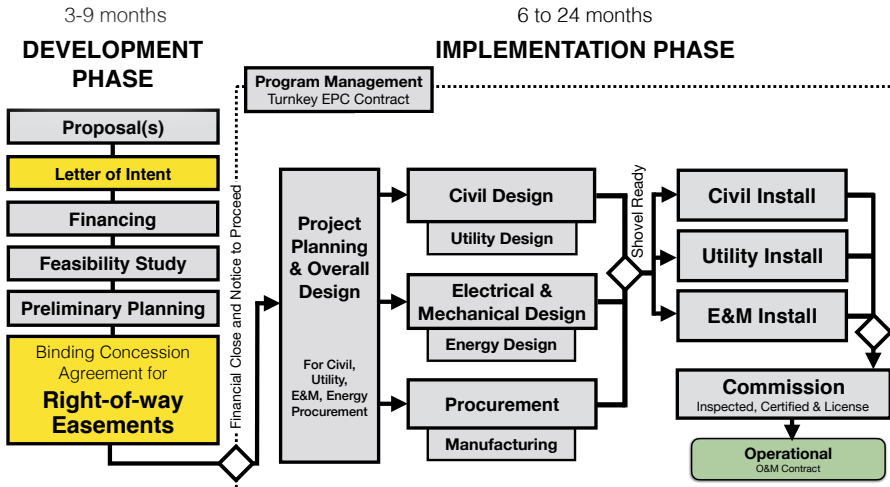 3-9 months
DEVELOPMENT
PHASE
Proposal(s)
Letter of Intent
Financing
Feasibility Study
Preliminary Planning
Binding Concession
Agreement for
Right-of-way
Easements
Financial Close and Notice to Proceed
6 to 24 months
IMPLEMENTATION PHASE
Program Management
Turnkey EPC Contract
Project
Planning
& Overall
Design
For Civil,
Utility,
E&M, Energy
Procurement
Civil Design
Utility Design
Electrical &
Mechanical Design
Energy Design
Procurement
Manufacturing
Shovel Ready
Civil Install
Utility Install
E&M Install
Commission
Inspected, Certified & License
Operational
O&M Contract